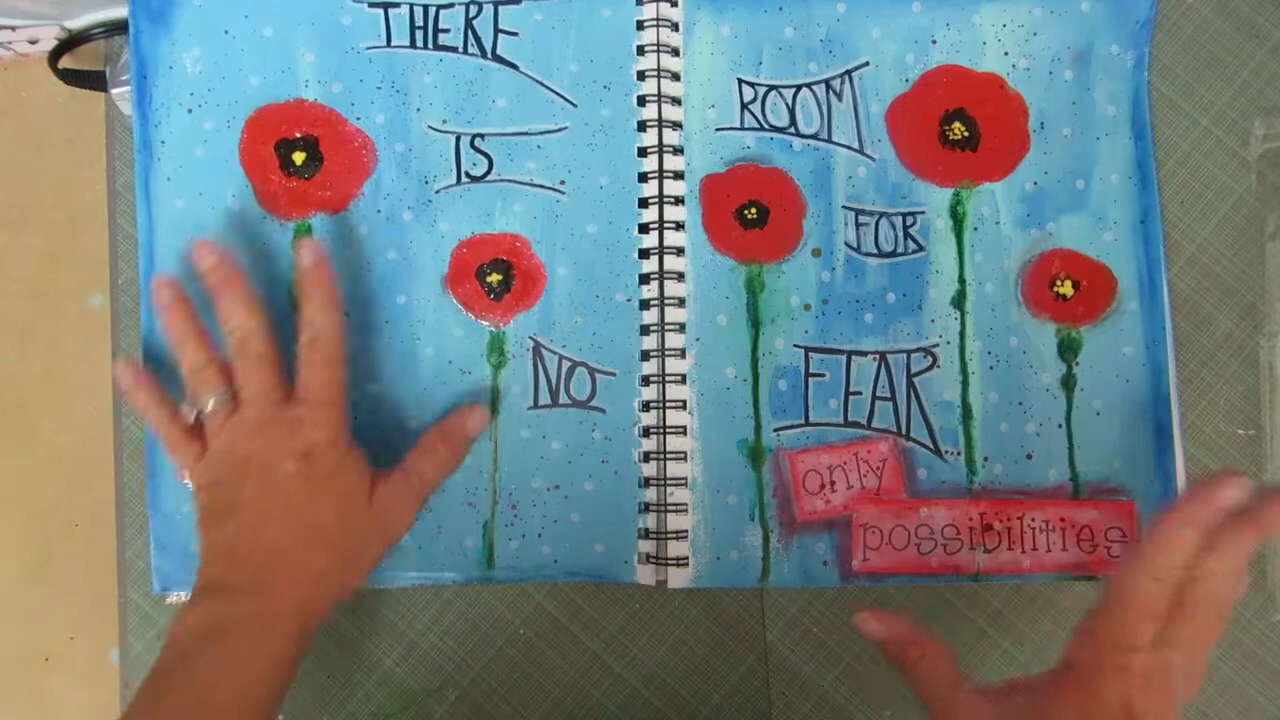 THERE
IS
NO
ROOM
FOR
FEAR...
only
possibilities